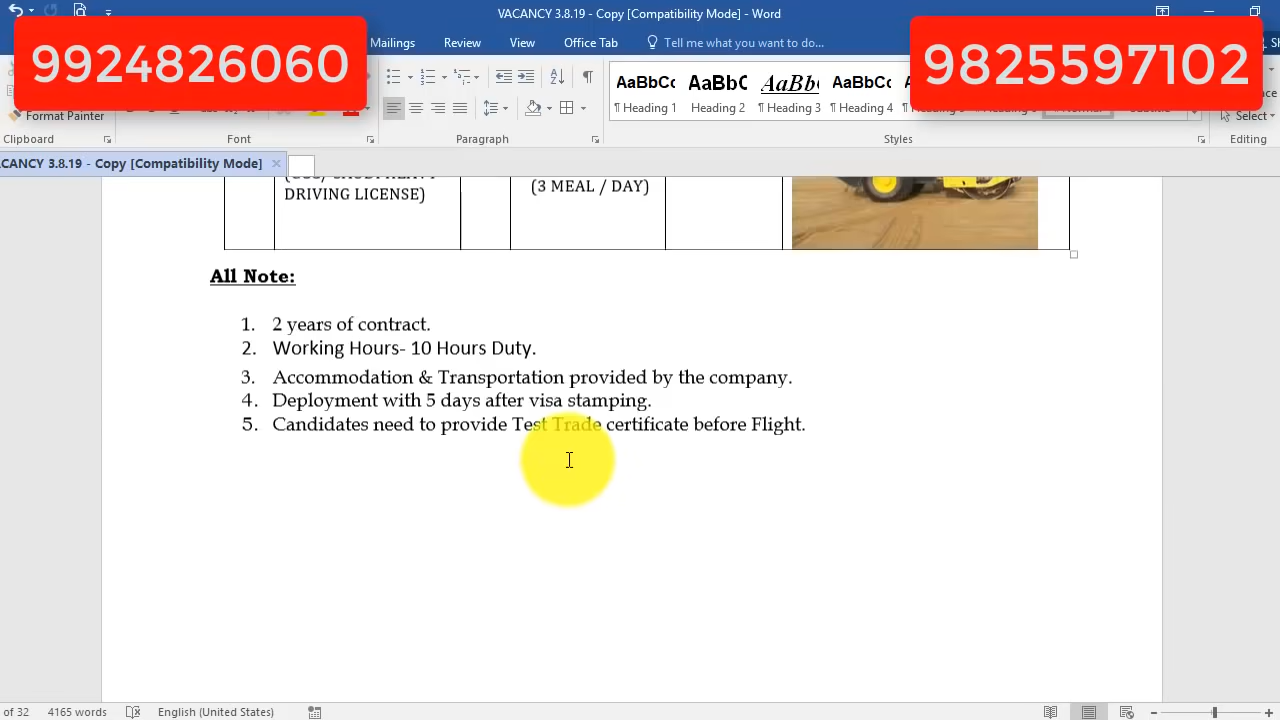 VACANCY 3.8.19 - Copy [Compatibility Mode] - Word
9924826060
9825597102
Mailings Review View Office Tab Tell me what you want to do...
AaBbCc AaBbC AaBb AaBbCc
¶ Heading 1 Heading 2 ¶ Heading 3 ¶ Heading 4
Format Painter
Select
Clipboard Font Paragraph Styles Editing
CANCY 3.8.19 - Copy [Compatibility Mode]
DRIVING LICENSE)
(3 MEAL / DAY)
All Note:
1. 2 years of contract.
2. Working Hours- 10 Hours Duty.
3. Accommodation & Transportation provided by the company.
4. Deployment with 5 days after visa stamping.
5. Candidates need to provide Test Trade certificate before Flight.
of 32 4165 words English (United States)